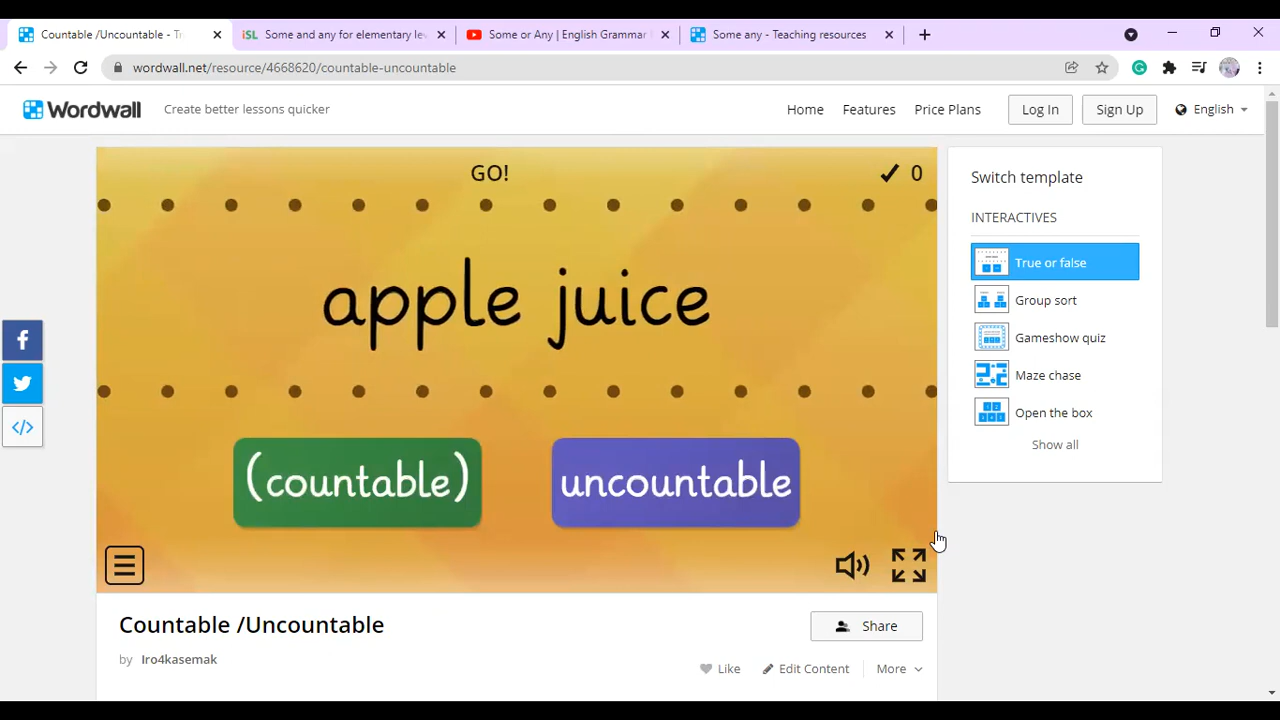 Countable /Uncountable - Tr
iSL Some and any for elementary lev
Some or Any | English Grammar
Some any - Teaching resources
wordwall.net/resource/4668620/countable-uncountable
Wordwall
Create better lessons quicker
Home
Features
Price Plans
Log In
Sign Up
English
GO!
0
apple juice
(countable)
uncountable
Switch template
INTERACTIVES
True or false
Group sort
Gameshow quiz
Maze chase
Open the box
Show all
Countable /Uncountable
Share
by Iro4kasemak
Like
Edit Content
More